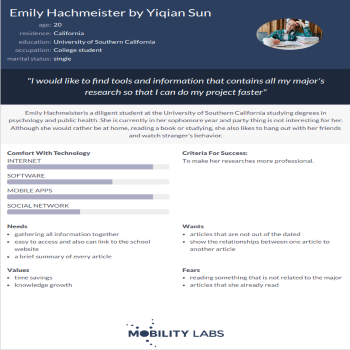 Emily Hachmeister by Yiqian Sun
age: 20
residence: California
education: University of Southern California
occupation: College student
marital status: single
"I would like to find tools and information that contains all my major's
research so that I can do my project faster"
Emily Hachmeisteris a diligent student at the University of Southern California studying degrees in
psychology and public health. She is currently in her sophomore year and party thing is not interesting for her.
Although she would rather be at home, reading a book or studying, she also likes to hang out with her friends
and watch stranger's behavior.
Comfort With Technology
INTERNET
SOFTWARE
MOBILE APPS
SOCIAL NETWORK
Criteria For Success:
To make her researches more professional.
Needs
• gathering all information together
• easy to access and also can link to the school
website
• a brief summary of every article
Wants
• articles that are not out of the dated
• show the relationships between one article to
another article
Values
• time savings
• knowledge growth
Fears
• reading something that is not related to the major
• articles that she already read
MOBILITY LABS